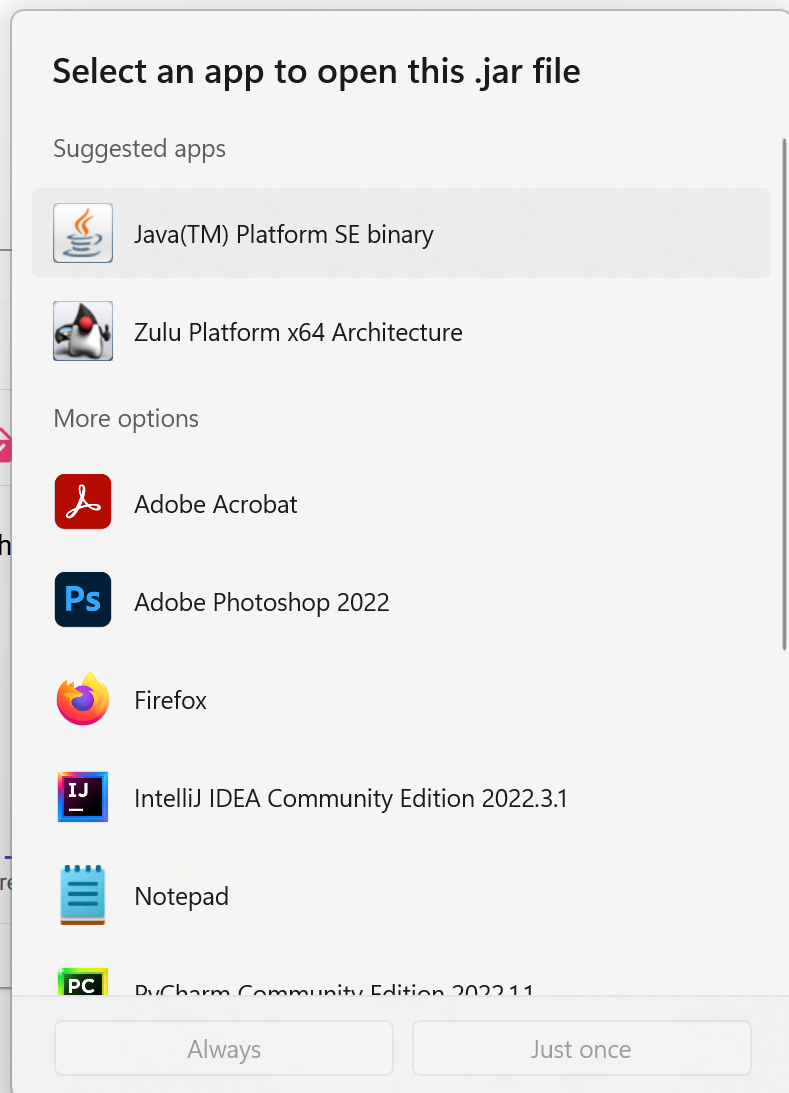 Select an app to open this .jar file
Suggested apps
Java(TM) Platform SE binary
Zulu Platform x64 Architecture
More options
Adobe Acrobat
Ps
Adobe Photoshop 2022
Firefox
IJ
IntelliJ IDEA Community Edition 2022.3.1
h
Notepad
re
PC
PyCharm Community Edition 2022.1.1
Always
Just once